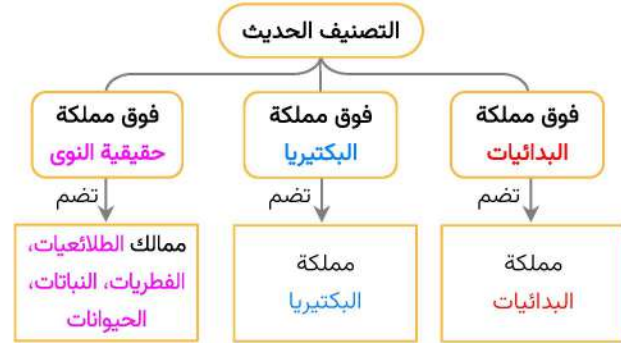 التصنيف الحديث
فوق مملكة
البدائيات
تضم
مملكة
البدائيات
فوق مملكة
البكتيريا
تضم
مملكة
البكتيريا
فوق مملكة
حقيقية النوى
تضم
ممالك الطلائعيات،
الفطريات، النباتات،
الحيوانات